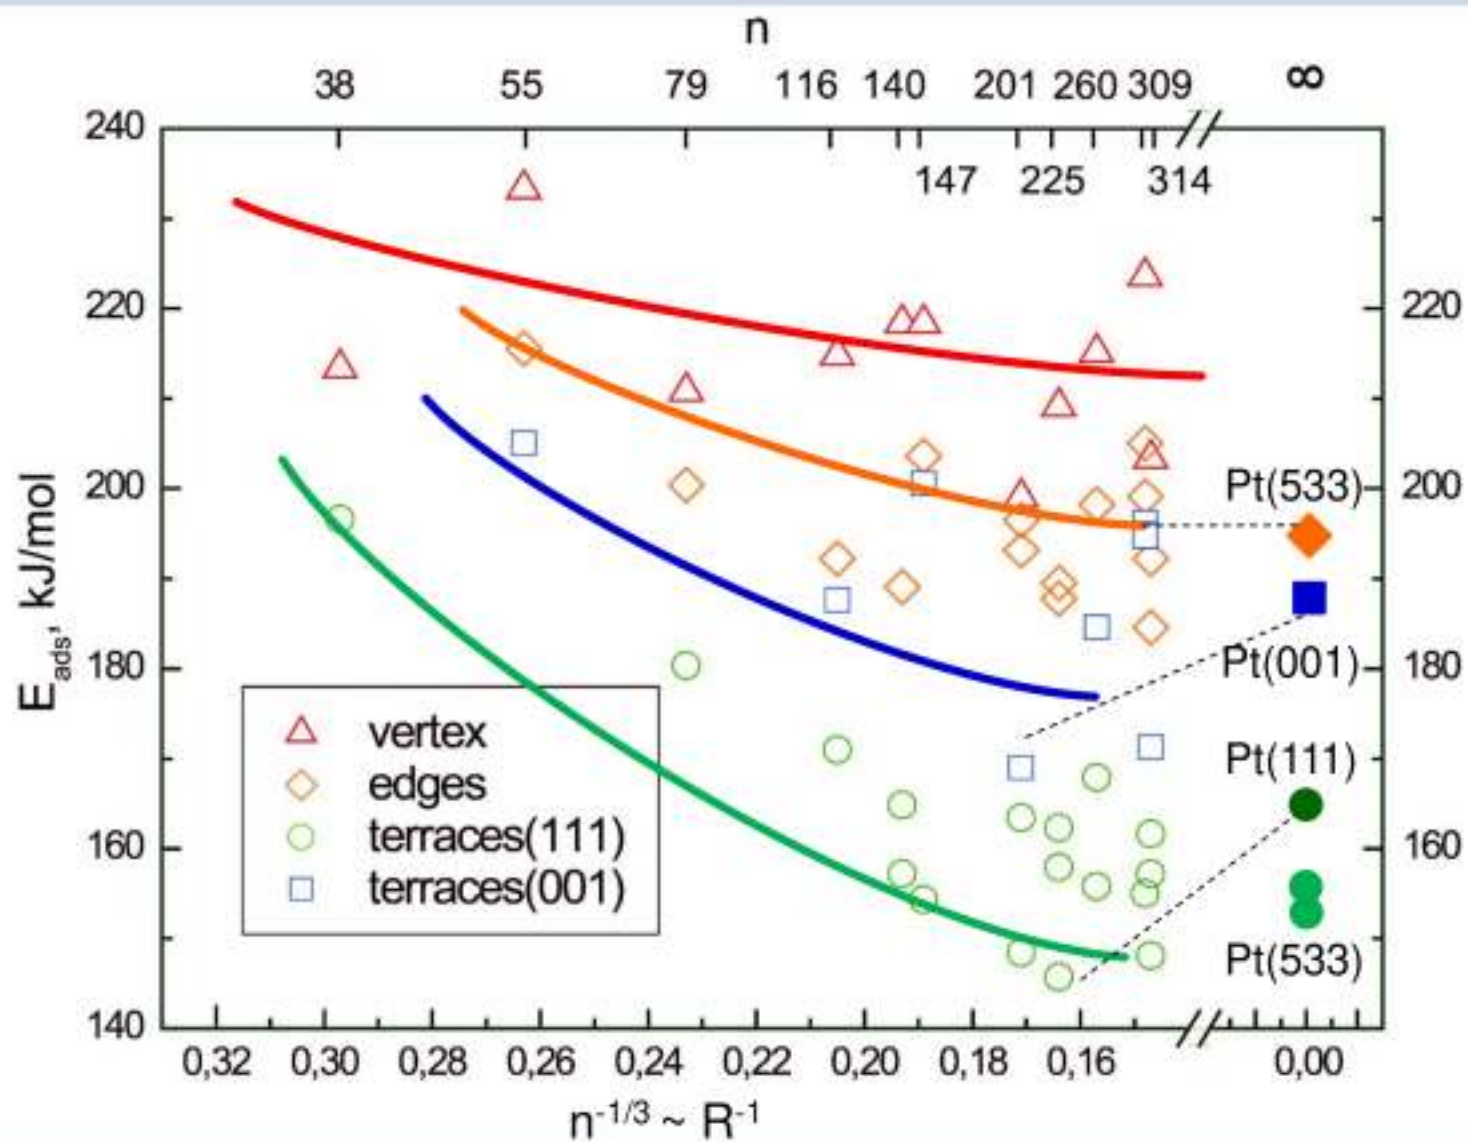 n
38 55 79 116 140 201 260 309 ∞
147 225 314
240
220 220
200 200
180 180
160 160
140
E_ads, kJ/mol
Pt(533)
Pt(001)
Pt(111)
Pt(533)
vertex
edges
terraces(111)
terraces(001)
0,32 0,30 0,28 0,26 0,24 0,22 0,20 0,18 0,16 0,00
n^-1/3 ~ R^-1